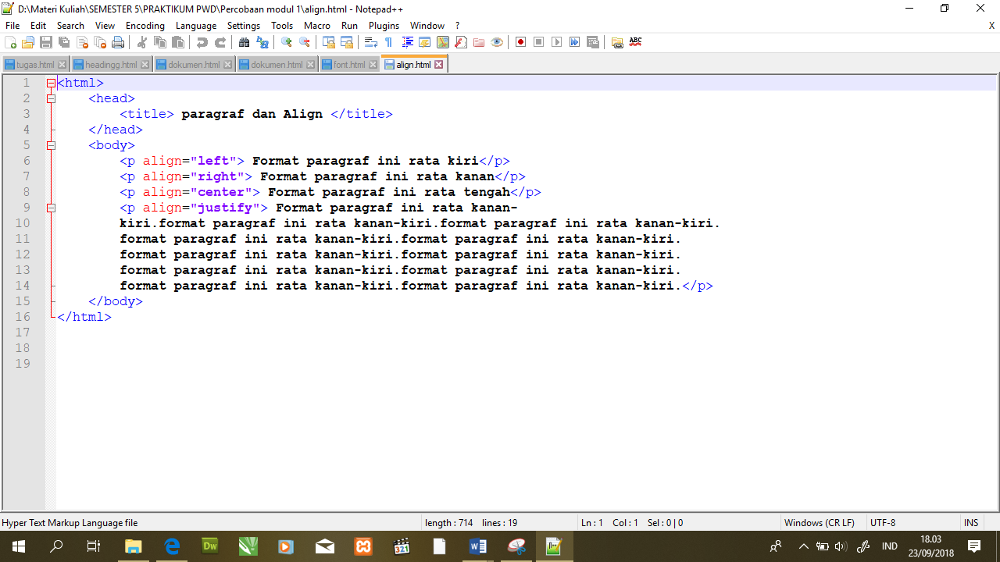 D:\Materi Kuliah\SEMESTER 5\PRAKTIKUM PWD\Percobaan modul 1\align.html - Notepad++
File Edit Search View Encoding Language Settings Tools Macro Run Plugins Window ? X
tugas.html headingg.html dokumen.html dokumen.html font.html align.html
1 <html>
2 <head>
3 <title> paragraf dan Align </title>
4 </head>
5 <body>
6 <p align="left"> Format paragraf ini rata kiri</p>
7 <p align="right"> Format paragraf ini rata kanan</p>
8 <p align="center"> Format paragraf ini rata tengah</p>
9 <p align="justify"> Format paragraf ini rata kanan-
10 kiri.format paragraf ini rata kanan-kiri.format paragraf ini rata kanan-kiri.
11 format paragraf ini rata kanan-kiri.format paragraf ini rata kanan-kiri.
12 format paragraf ini rata kanan-kiri.format paragraf ini rata kanan-kiri.
13 format paragraf ini rata kanan-kiri.format paragraf ini rata kanan-kiri.
14 format paragraf ini rata kanan-kiri.format paragraf ini rata kanan-kiri.</p>
15 </body>
16 </html>
17
18
19
Hyper Text Markup Language file length : 714 lines : 19 Ln : 1 Col : 1 Sel : 0 | 0 Windows (CR LF) UTF-8 INS
Dw 321 IND 18.03
23/09/2018